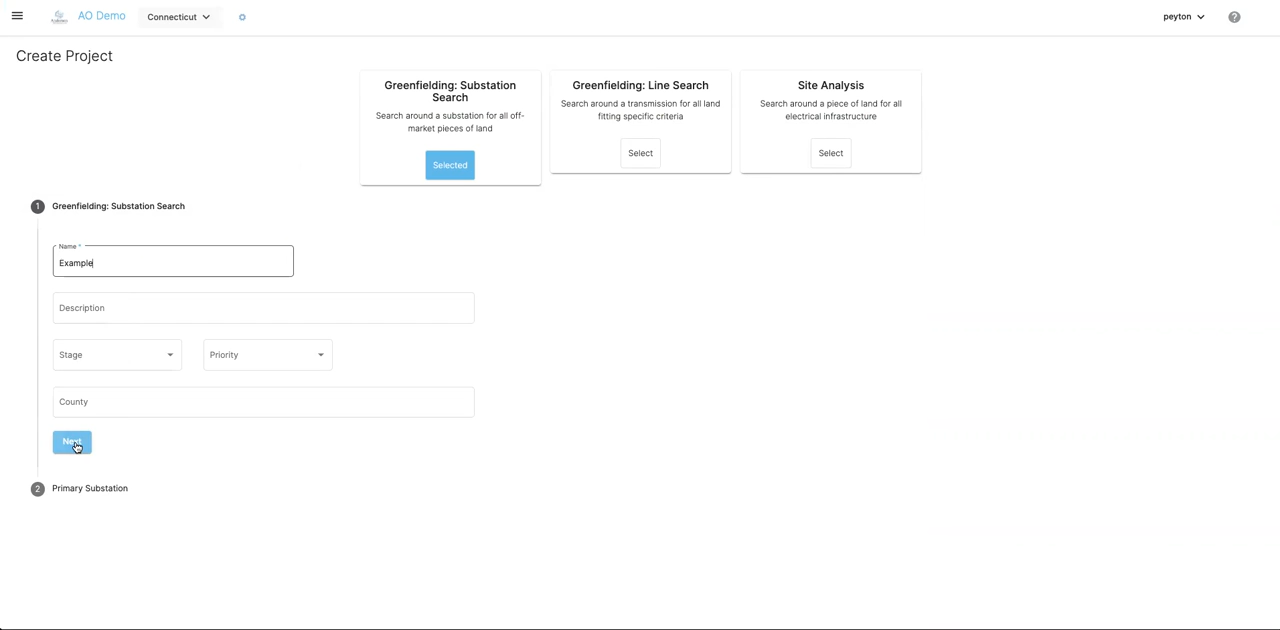 AO Demo
Connecticut
peyton
?
Create Project
Greenfielding: Substation
Search
Search around a substation for all off-
market pieces of land
Selected
Greenfielding: Line Search
Search around a transmission for all land
fitting specific criteria
Select
Site Analysis
Search around a piece of land for all
electrical infrastructure
Select
1 Greenfielding: Substation Search
Name *
Example
Description
Stage
Priority
County
Next
2 Primary Substation